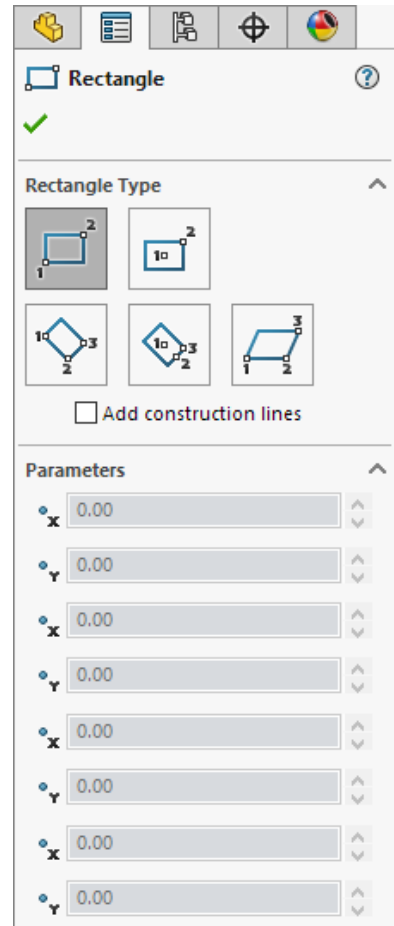 Rectangle
?
Rectangle Type
1 2
1 2
1 2 3
1 2 3
1 2 3
Add construction lines
Parameters
X 0.00
Y 0.00
X 0.00
Y 0.00
X 0.00
Y 0.00
X 0.00
Y 0.00